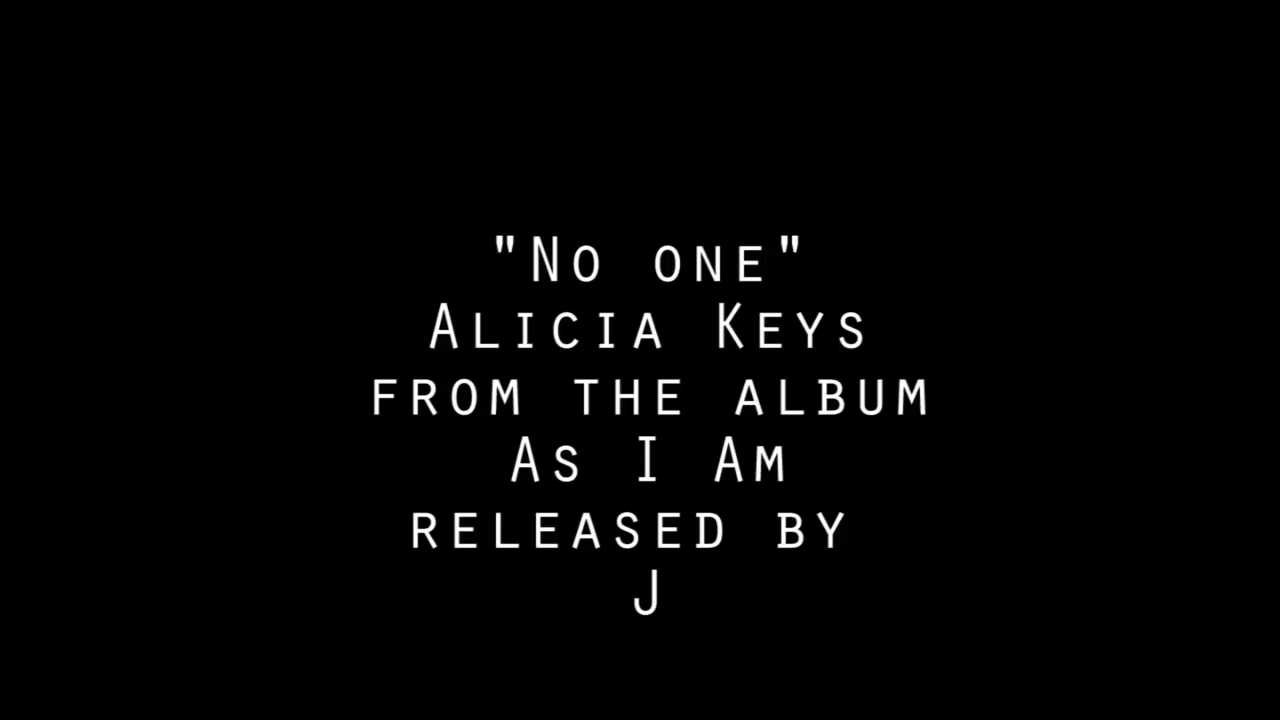 "No one"
Alicia Keys
from the album
As I Am
released by
J